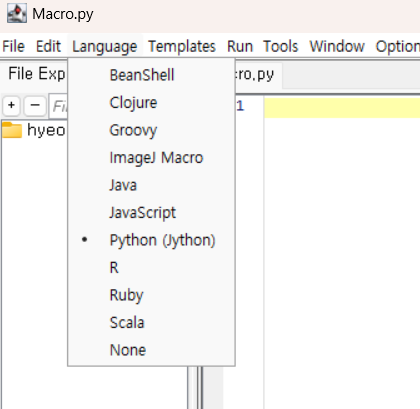 Macro.py
File Edit Language Templates Run Tools Window Option
File Exp
cro.py
+ - Fi
1
hyeo
BeanShell
Clojure
Groovy
ImageJ Macro
Java
JavaScript
• Python (Jython)
R
Ruby
Scala
None